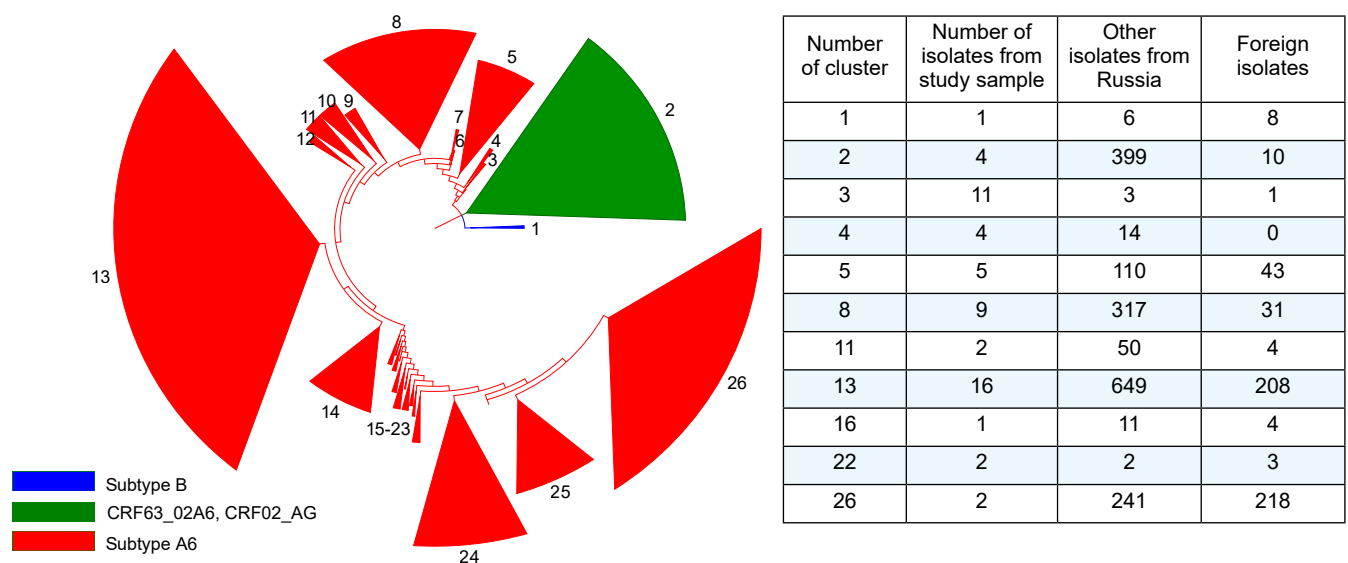 8
5
2
7
6
4
3
10
9
11
12
1
13
14
15-23
26
25
24
Subtype B
CRF63_02A6, CRF02_AG
Subtype A6
Number of cluster
Number of isolates from study sample
Other isolates from Russia
Foreign isolates
1 1 6 8
2 4 399 10
3 11 3 1
4 4 14 0
5 5 110 43
8 9 317 31
11 2 50 4
13 16 649 208
16 1 11 4
22 2 2 3
26 2 241 218